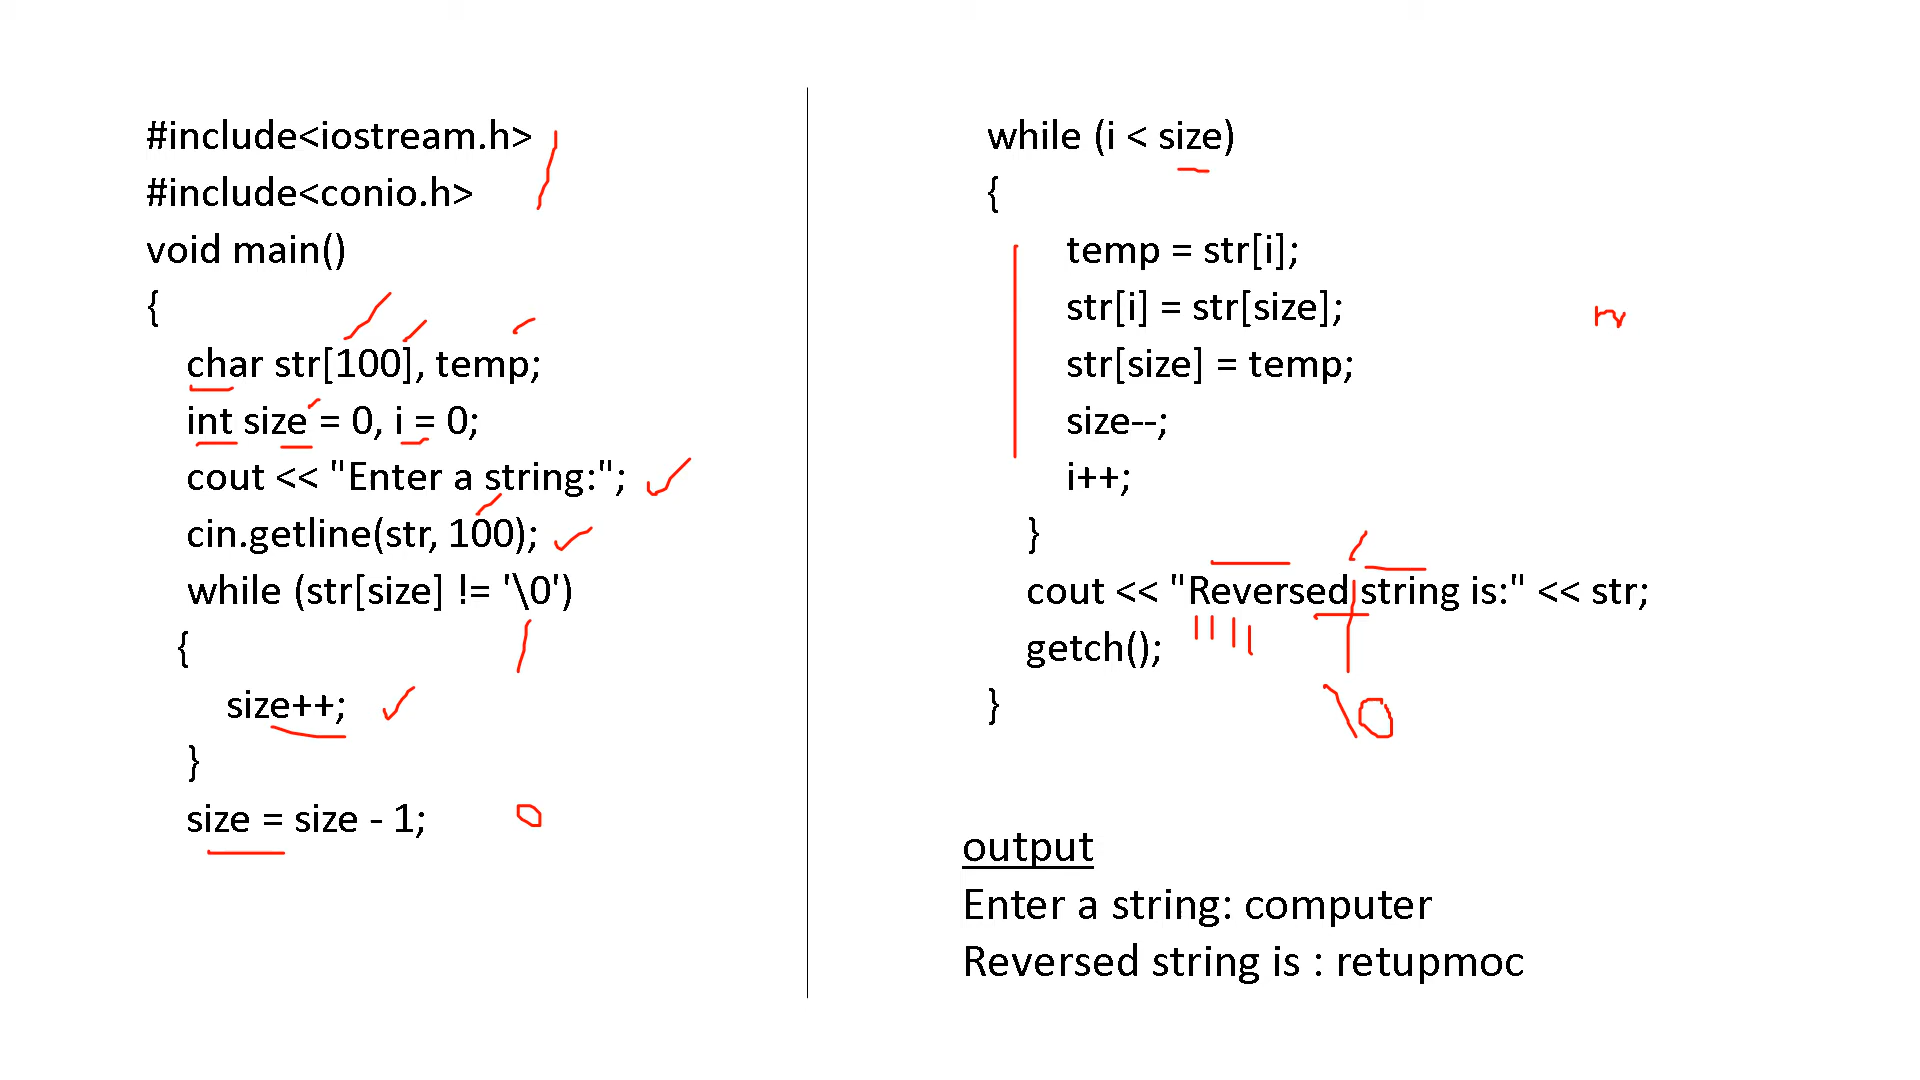 #include<iostream.h>
#include<conio.h>
void main()
{
char str[100], temp;
int size = 0, i = 0;
cout << "Enter a string:";
cin.getline(str, 100);
while (str[size] != '\0')
{
size++;
}
size = size - 1;
0
while (i < size)
{
temp = str[i];
str[i] = str[size];
str[size] = temp;
size--;
i++;
}
cout << "Reversed string is:" << str;
getch();
}
\0
output
Enter a string: computer
Reversed string is : retupmoc